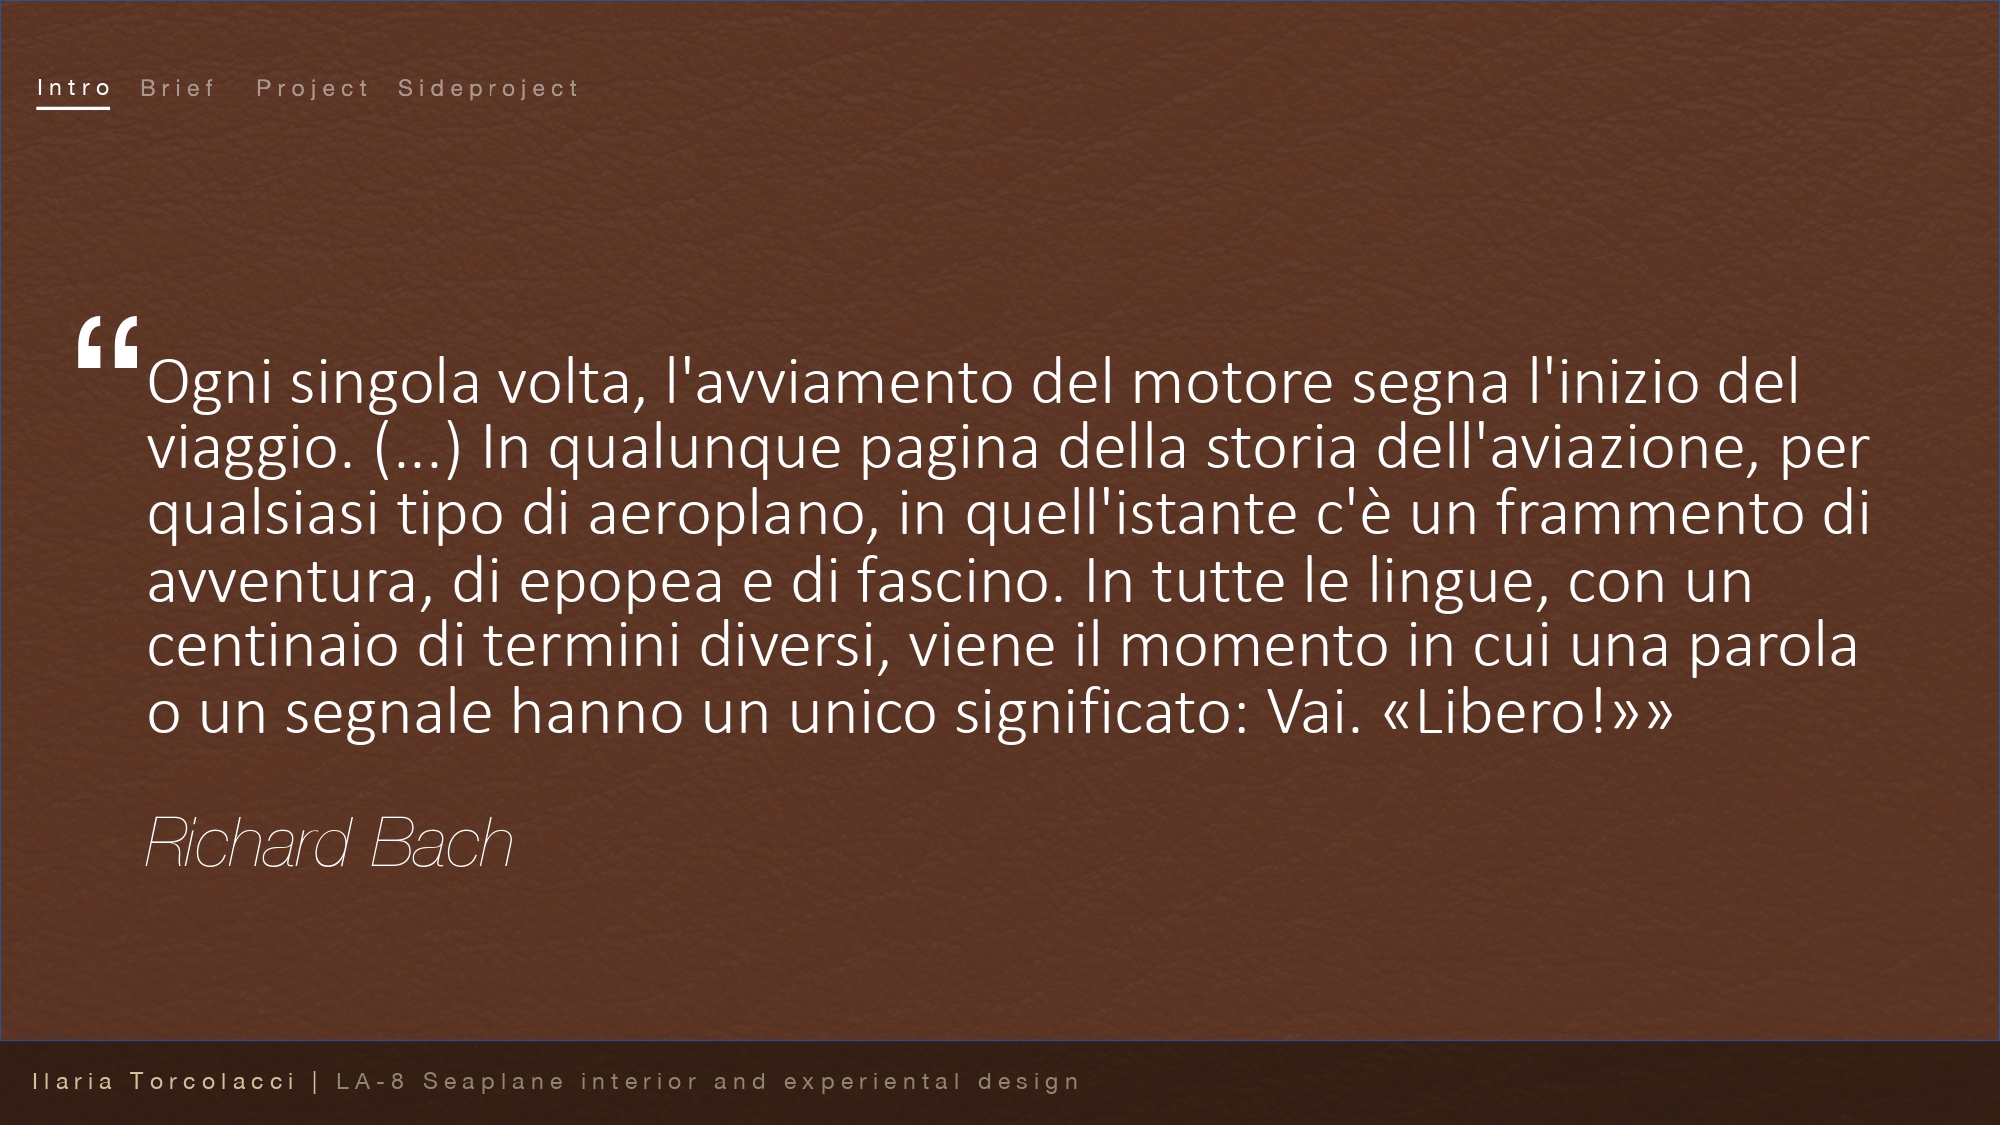 Intro Brief Project Sideproject
“
Ogni singola volta, l'avviamento del motore segna l'inizio del
viaggio. (...) In qualunque pagina della storia dell'aviazione, per
qualsiasi tipo di aeroplano, in quell'istante c'è un frammento di
avventura, di epopea e di fascino. In tutte le lingue, con un
centinaio di termini diversi, viene il momento in cui una parola
o un segnale hanno un unico significato: Vai. «Libero!»»
Richard Bach
Ilaria Torcolacci | LA-8 Seaplane interior and experiental design